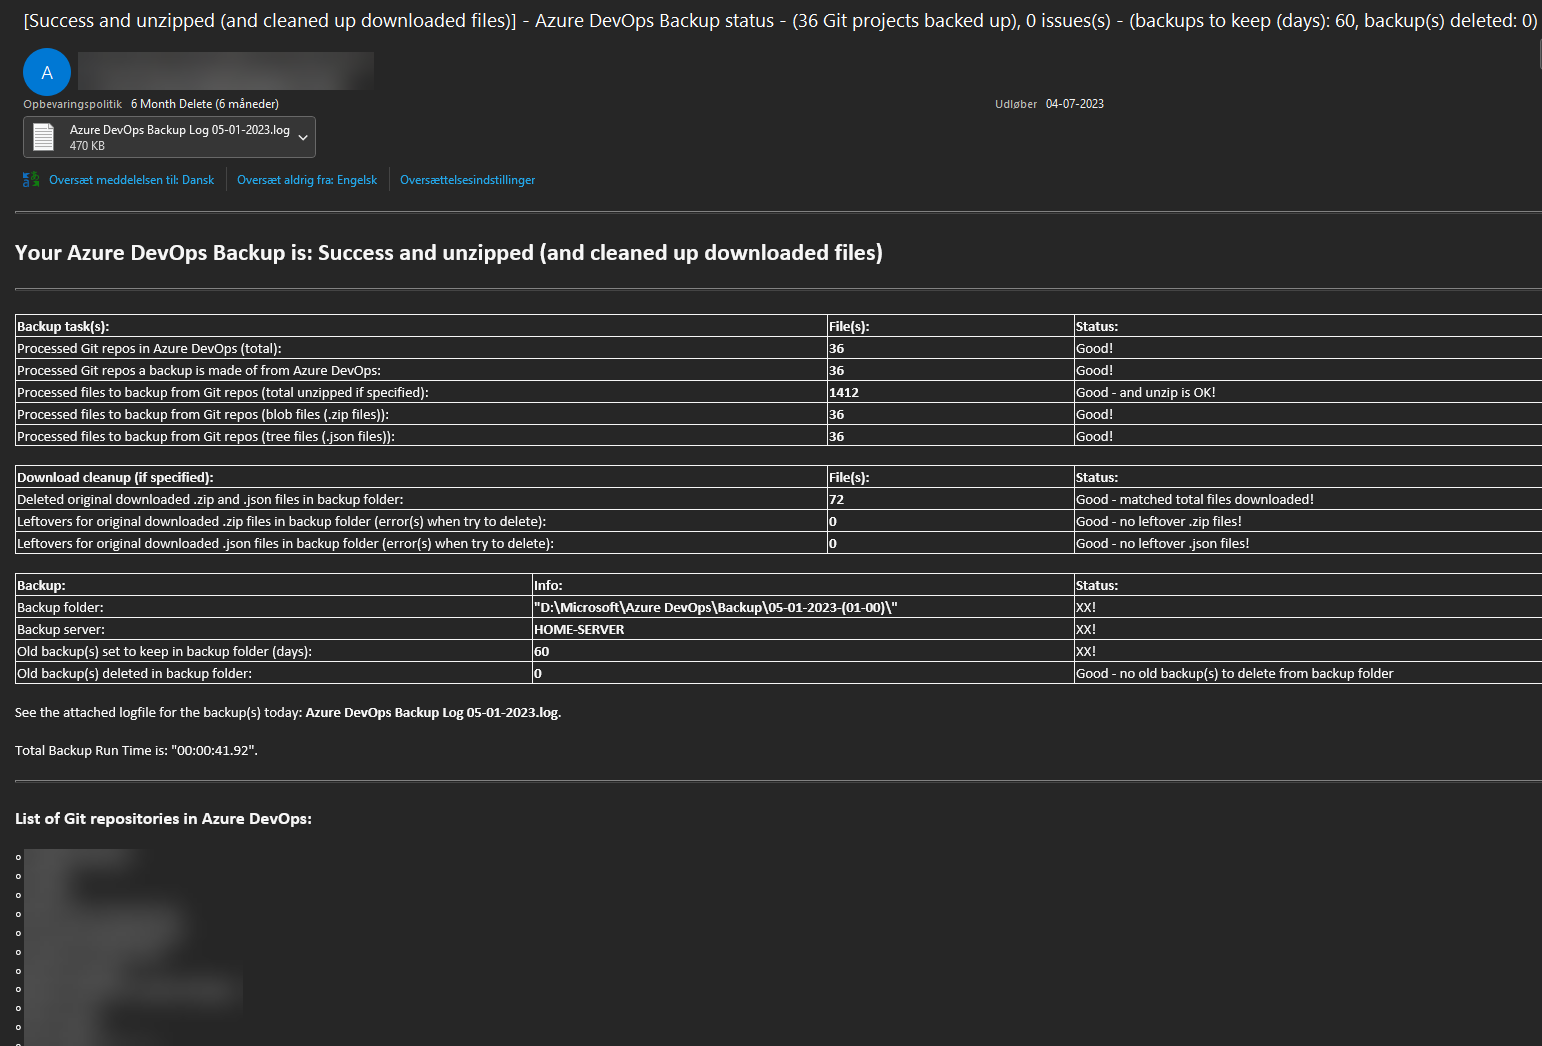 [Success and unzipped (and cleaned up downloaded files)] - Azure DevOps Backup status - (36 Git projects backed up), 0 issues(s) - (backups to keep (days): 60, backup(s) deleted: 0)
A
Opbevaringspolitik 6 Month Delete (6 måneder) Udløber 04-07-2023
Azure DevOps Backup Log 05-01-2023.log
470 KB
Oversæt meddelelsen til: Dansk Oversæt aldrig fra: Engelsk Oversættelsesindstillinger
Your Azure DevOps Backup is: Success and unzipped (and cleaned up downloaded files)
Backup task(s): File(s): Status:
Processed Git repos in Azure DevOps (total): 36 Good!
Processed Git repos a backup is made of from Azure DevOps: 36 Good!
Processed files to backup from Git repos (total unzipped if specified): 1412 Good - and unzip is OK!
Processed files to backup from Git repos (blob files (.zip files)): 36 Good!
Processed files to backup from Git repos (tree files (.json files)): 36 Good!
Download cleanup (if specified): File(s): Status:
Deleted original downloaded .zip and .json files in backup folder: 72 Good - matched total files downloaded!
Leftovers for original downloaded .zip files in backup folder (error(s) when try to delete): 0 Good - no leftover .zip files!
Leftovers for original downloaded .json files in backup folder (error(s) when try to delete): 0 Good - no leftover .json files!
Backup: Info: Status:
Backup folder: "D:\Microsoft\Azure DevOps\Backup\05-01-2023-(01-00)\" XX!
Backup server: HOME-SERVER XX!
Old backup(s) set to keep in backup folder (days): 60 XX!
Old backup(s) deleted in backup folder: 0 Good - no old backup(s) to delete from backup folder
See the attached logfile for the backup(s) today: Azure DevOps Backup Log 05-01-2023.log.
Total Backup Run Time is: "00:00:41.92".
List of Git repositories in Azure DevOps: